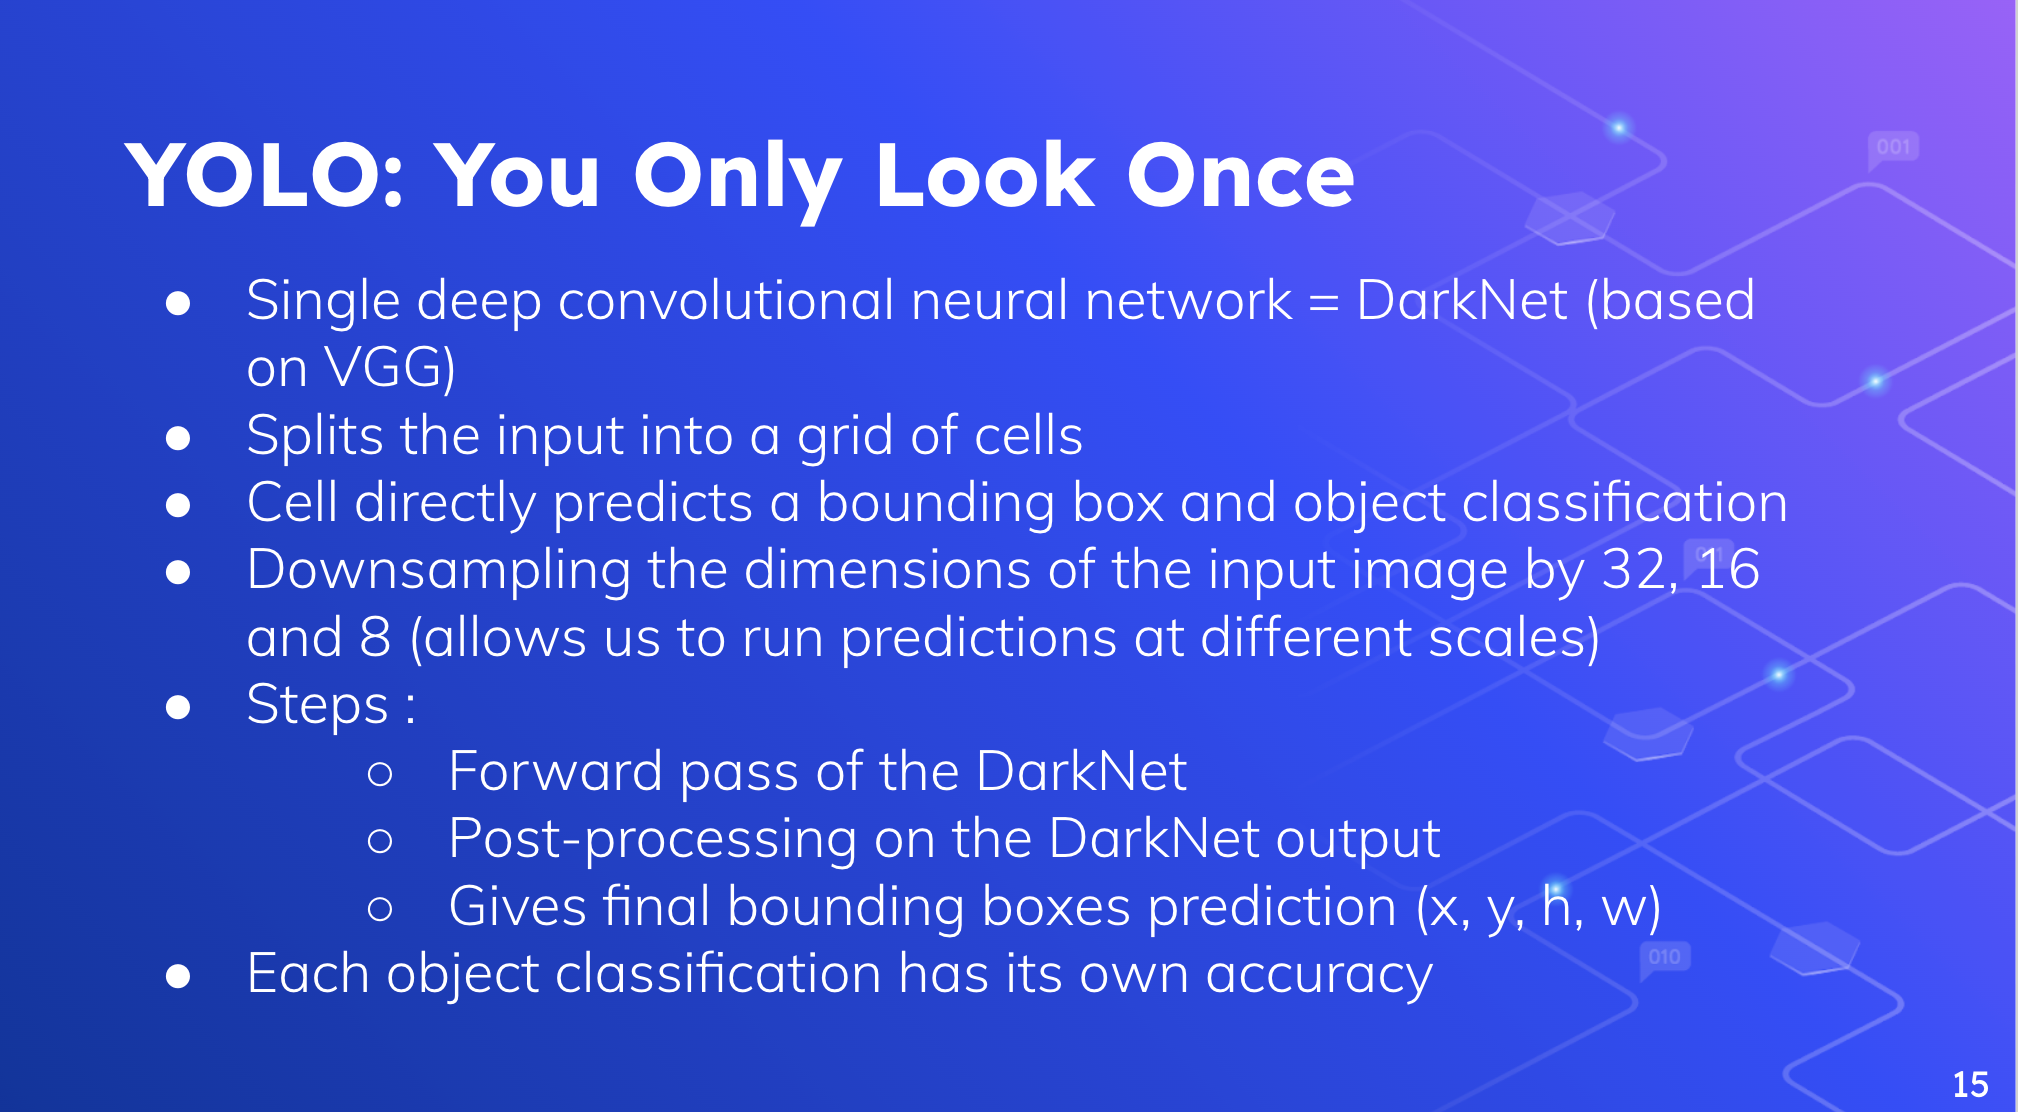 YOLO: You Only Look Once
● Single deep convolutional neural network = DarkNet (based
on VGG)
● Splits the input into a grid of cells
● Cell directly predicts a bounding box and object classification
● Downsampling the dimensions of the input image by 32, 16
and 8 (allows us to run predictions at different scales)
● Steps :
○ Forward pass of the DarkNet
○ Post-processing on the DarkNet output
○ Gives final bounding boxes prediction (x, y, h, w)
● Each object classification has its own accuracy
001
010
15